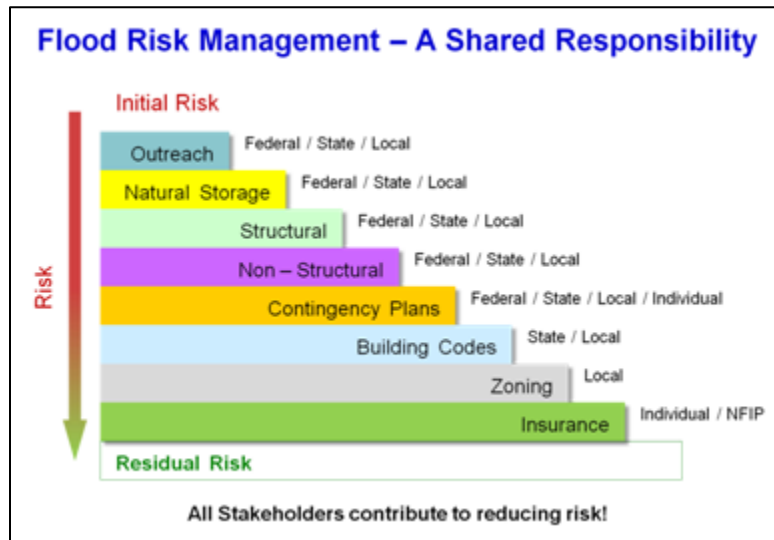 Flood Risk Management – A Shared Responsibility
Initial Risk
Outreach Federal / State / Local
Natural Storage Federal / State / Local
Structural Federal / State / Local
Non – Structural Federal / State / Local
Contingency Plans Federal / State / Local / Individual
Building Codes State / Local
Zoning Local
Insurance Individual / NFIP
Risk
Residual Risk
All Stakeholders contribute to reducing risk!